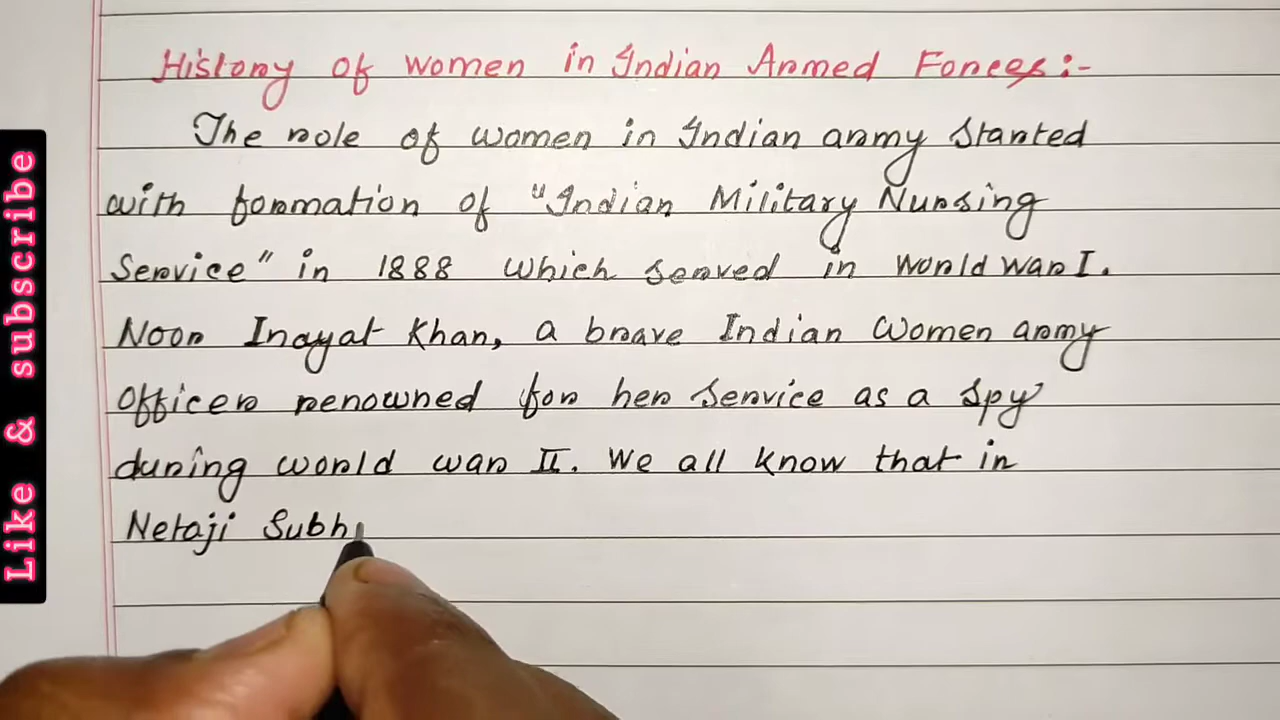 Like & subscribe
History of women in Indian Armed Forces:-
The role of women in Indian army started
with formation of "Indian Military Nursing
Service" in 1888 which served in world war I.
Noor Inayat Khan, a brave Indian women army
officer renowned for her service as a spy
during world war II. We all know that in
Netaji Subh